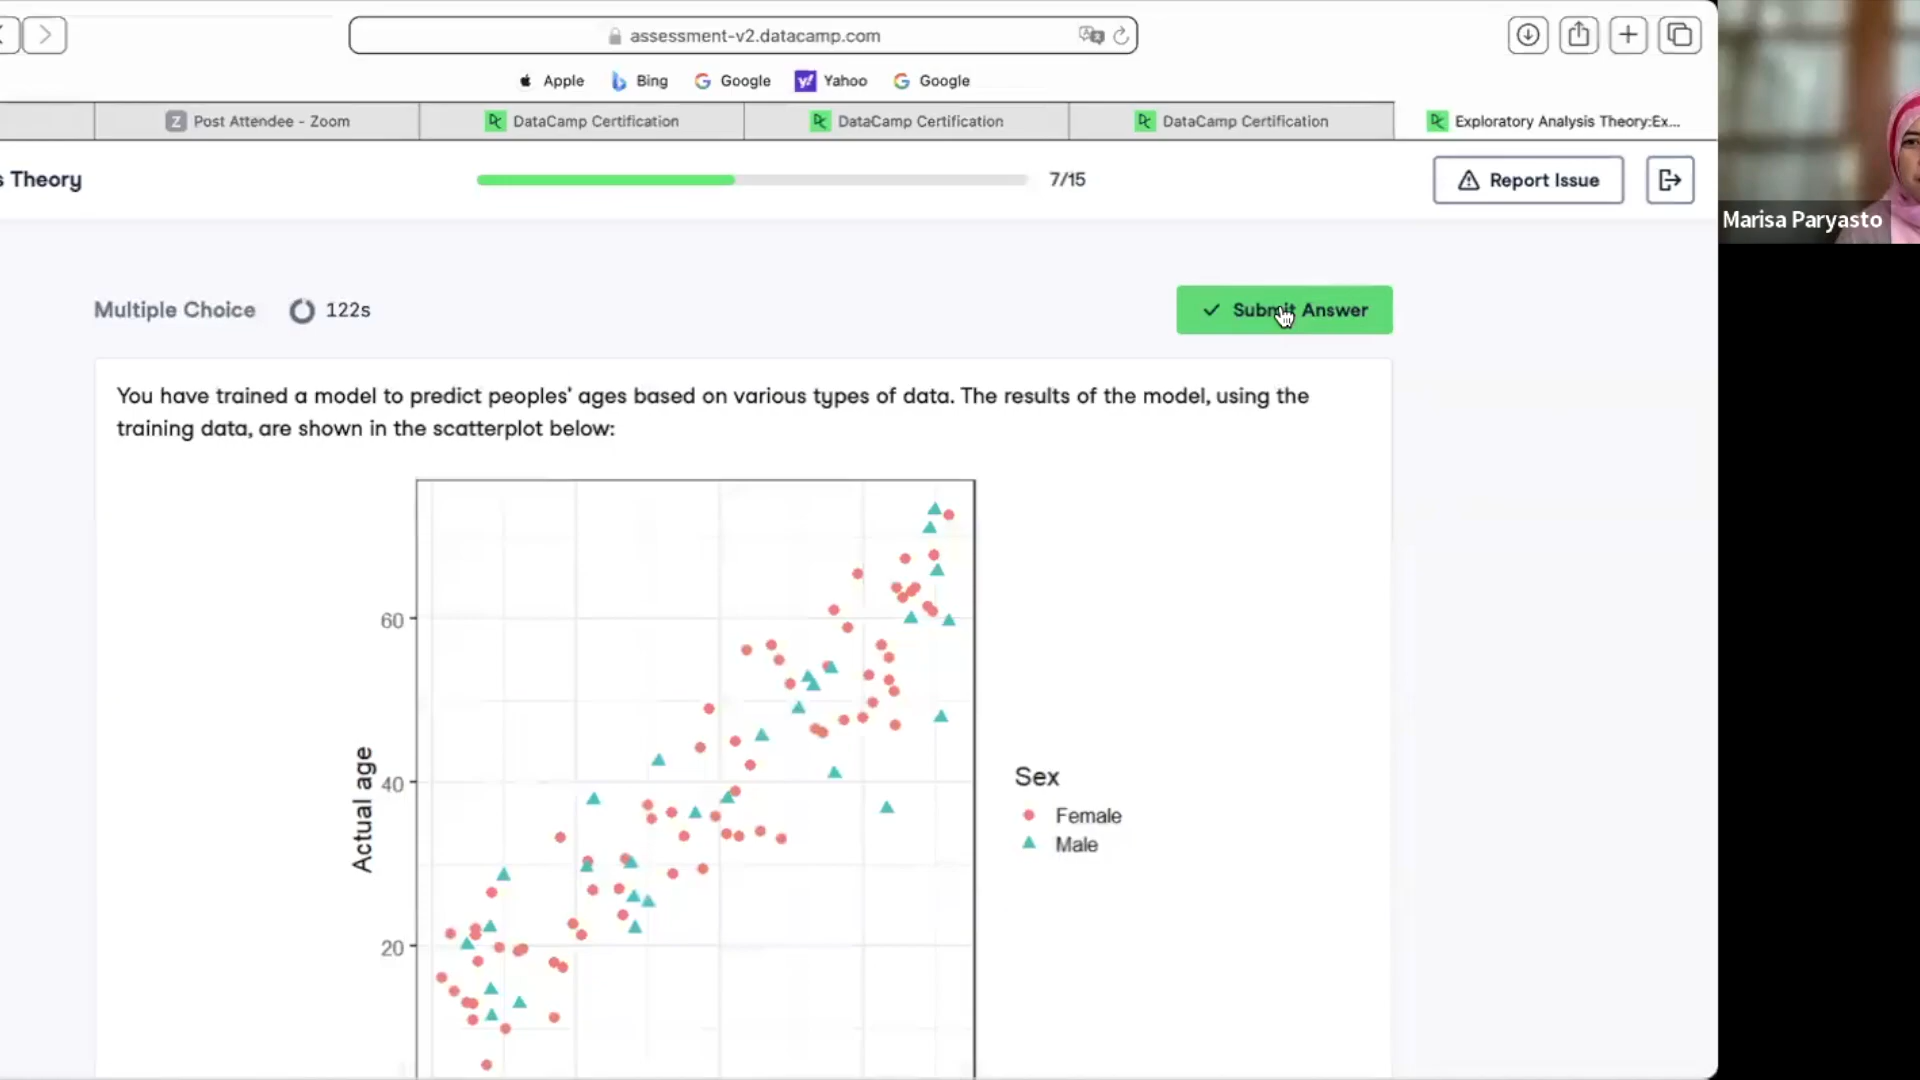 assessment-v2.datacamp.com
Apple Bing Google Yahoo Google
Post Attendee - Zoom DataCamp Certification DataCamp Certification DataCamp Certification Exploratory Analysis Theory:Ex...
s Theory 7/15 Report Issue
Marisa Paryasto
Multiple Choice 122s Submit Answer
You have trained a model to predict peoples' ages based on various types of data. The results of the model, using the
training data, are shown in the scatterplot below:
60
40
20
Actual age
Sex
Female
Male